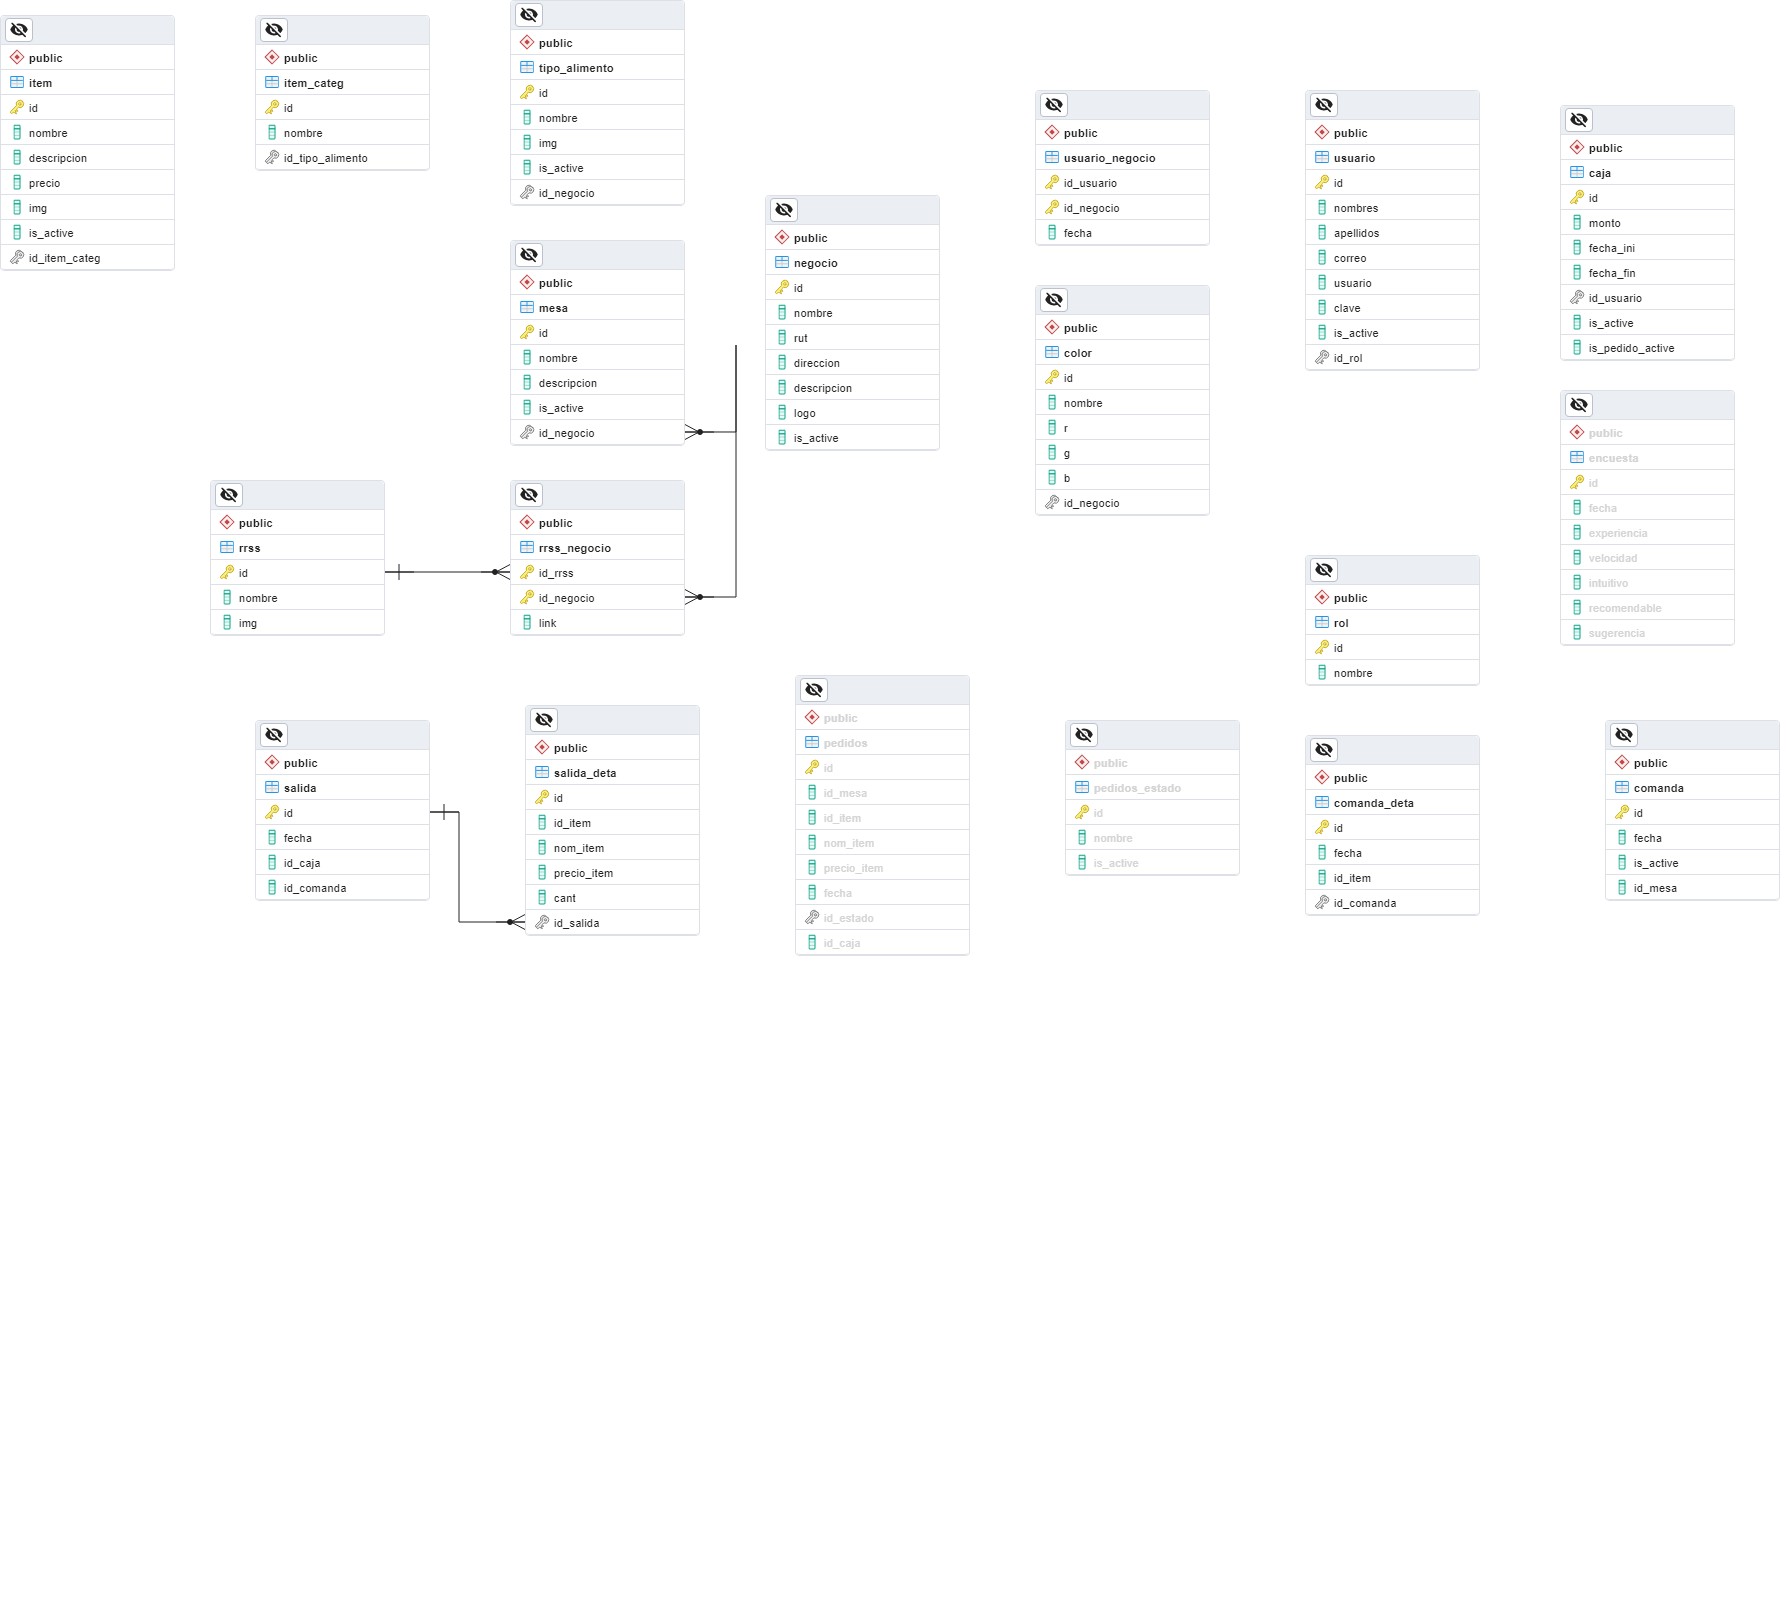 public
item
id
nombre
descripcion
precio
img
is_active
id_item_categ
public
item_categ
id
nombre
id_tipo_alimento
public
tipo_alimento
id
nombre
img
is_active
id_negocio
public
mesa
id
nombre
descripcion
is_active
id_negocio
public
negocio
id
nombre
rut
direccion
descripcion
logo
is_active
public
usuario_negocio
id_usuario
id_negocio
fecha
public
color
id
nombre
r
g
b
id_negocio
public
usuario
id
nombres
apellidos
correo
usuario
clave
is_active
id_rol
public
caja
id
monto
fecha_ini
fecha_fin
id_usuario
is_active
is_pedido_active
public
encuesta
id
fecha
experiencia
velocidad
intuitivo
recomendable
sugerencia
public
rrss
id
nombre
img
public
rrss_negocio
id_rrss
id_negocio
link
public
rol
id
nombre
public
salida
id
fecha
id_caja
id_comanda
public
salida_deta
id
id_item
nom_item
precio_item
cant
id_salida
public
pedidos
id
id_mesa
id_item
nom_item
precio_item
fecha
id_estado
id_caja
public
pedidos_estado
id
nombre
is_active
public
comanda_deta
id
fecha
id_item
id_comanda
public
comanda
id
fecha
is_active
id_mesa